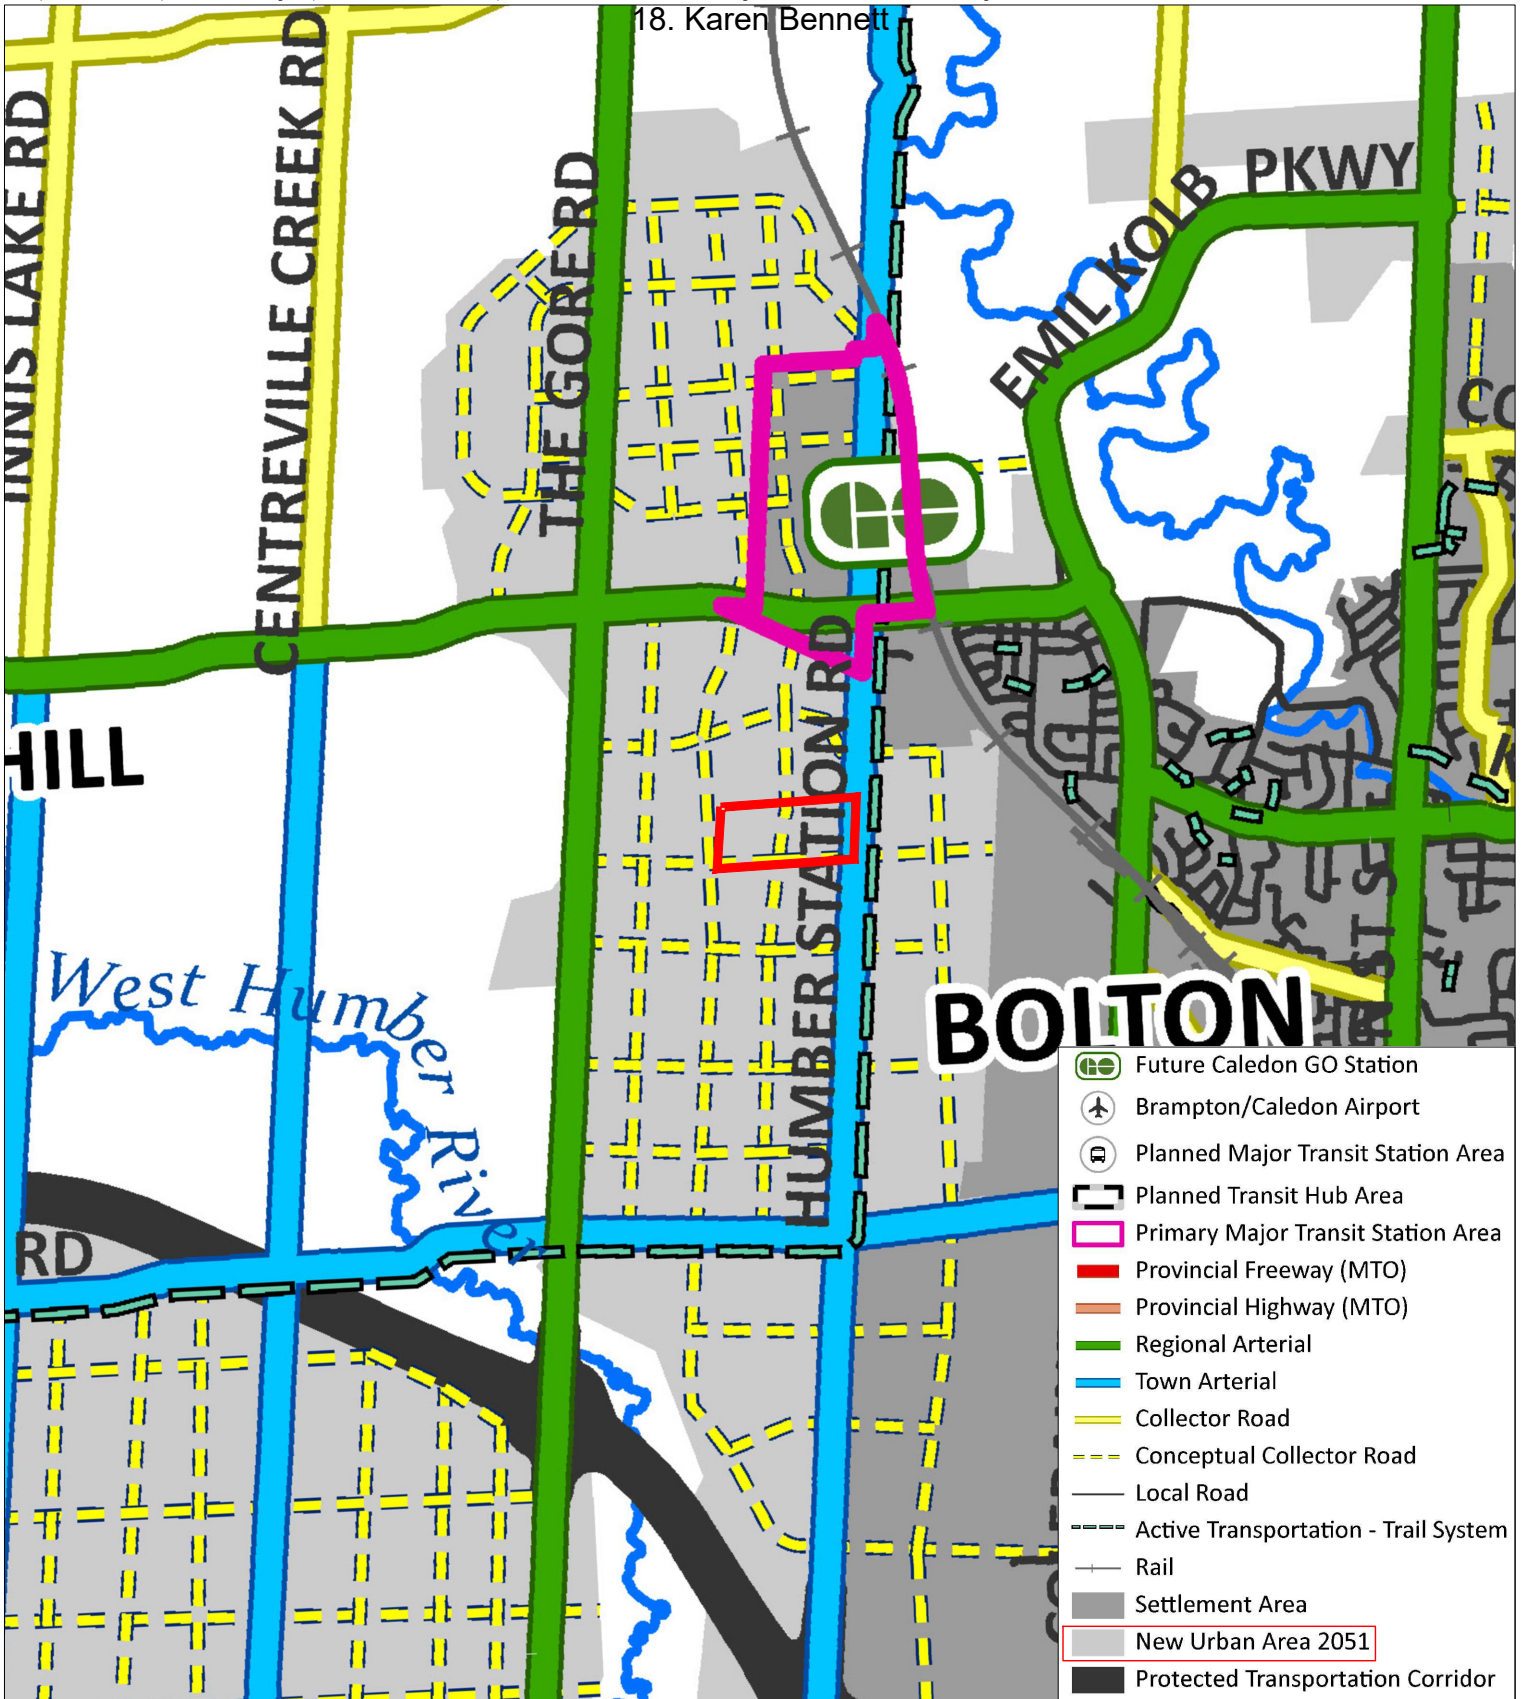 18. Karen Bennett
INNIS LAKE RD
CENTREVILLE CREEK RD
THE GORE RD
EMIL KOLB PKWY
GO
HUMBER STATION RD
HILL
West Humber River
BOLTON
RD
Future Caledon GO Station
Brampton/Caledon Airport
Planned Major Transit Station Area
Planned Transit Hub Area
Primary Major Transit Station Area
Provincial Freeway (MTO)
Provincial Highway (MTO)
Regional Arterial
Town Arterial
Collector Road
Conceptual Collector Road
Local Road
Active Transportation - Trail System
Rail
Settlement Area
New Urban Area 2051
Protected Transportation Corridor